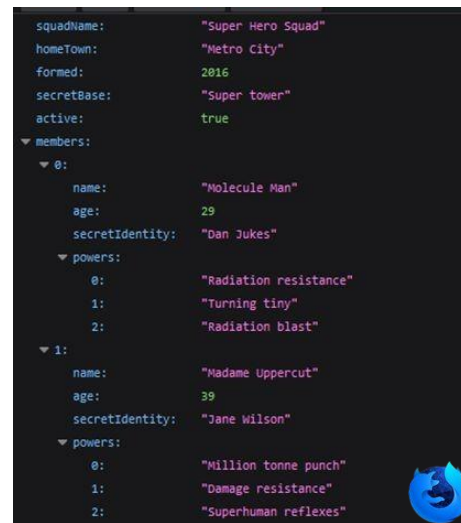 squadName: "Super Hero Squad"
homeTown: "Metro City"
formed: 2016
secretBase: "Super tower"
active: true
members:
0:
name: "Molecule Man"
age: 29
secretIdentity: "Dan Jukes"
powers:
0: "Radiation resistance"
1: "Turning tiny"
2: "Radiation blast"
1:
name: "Madame Uppercut"
age: 39
secretIdentity: "Jane Wilson"
powers:
0: "Million tonne punch"
1: "Damage resistance"
2: "Superhuman reflexes"